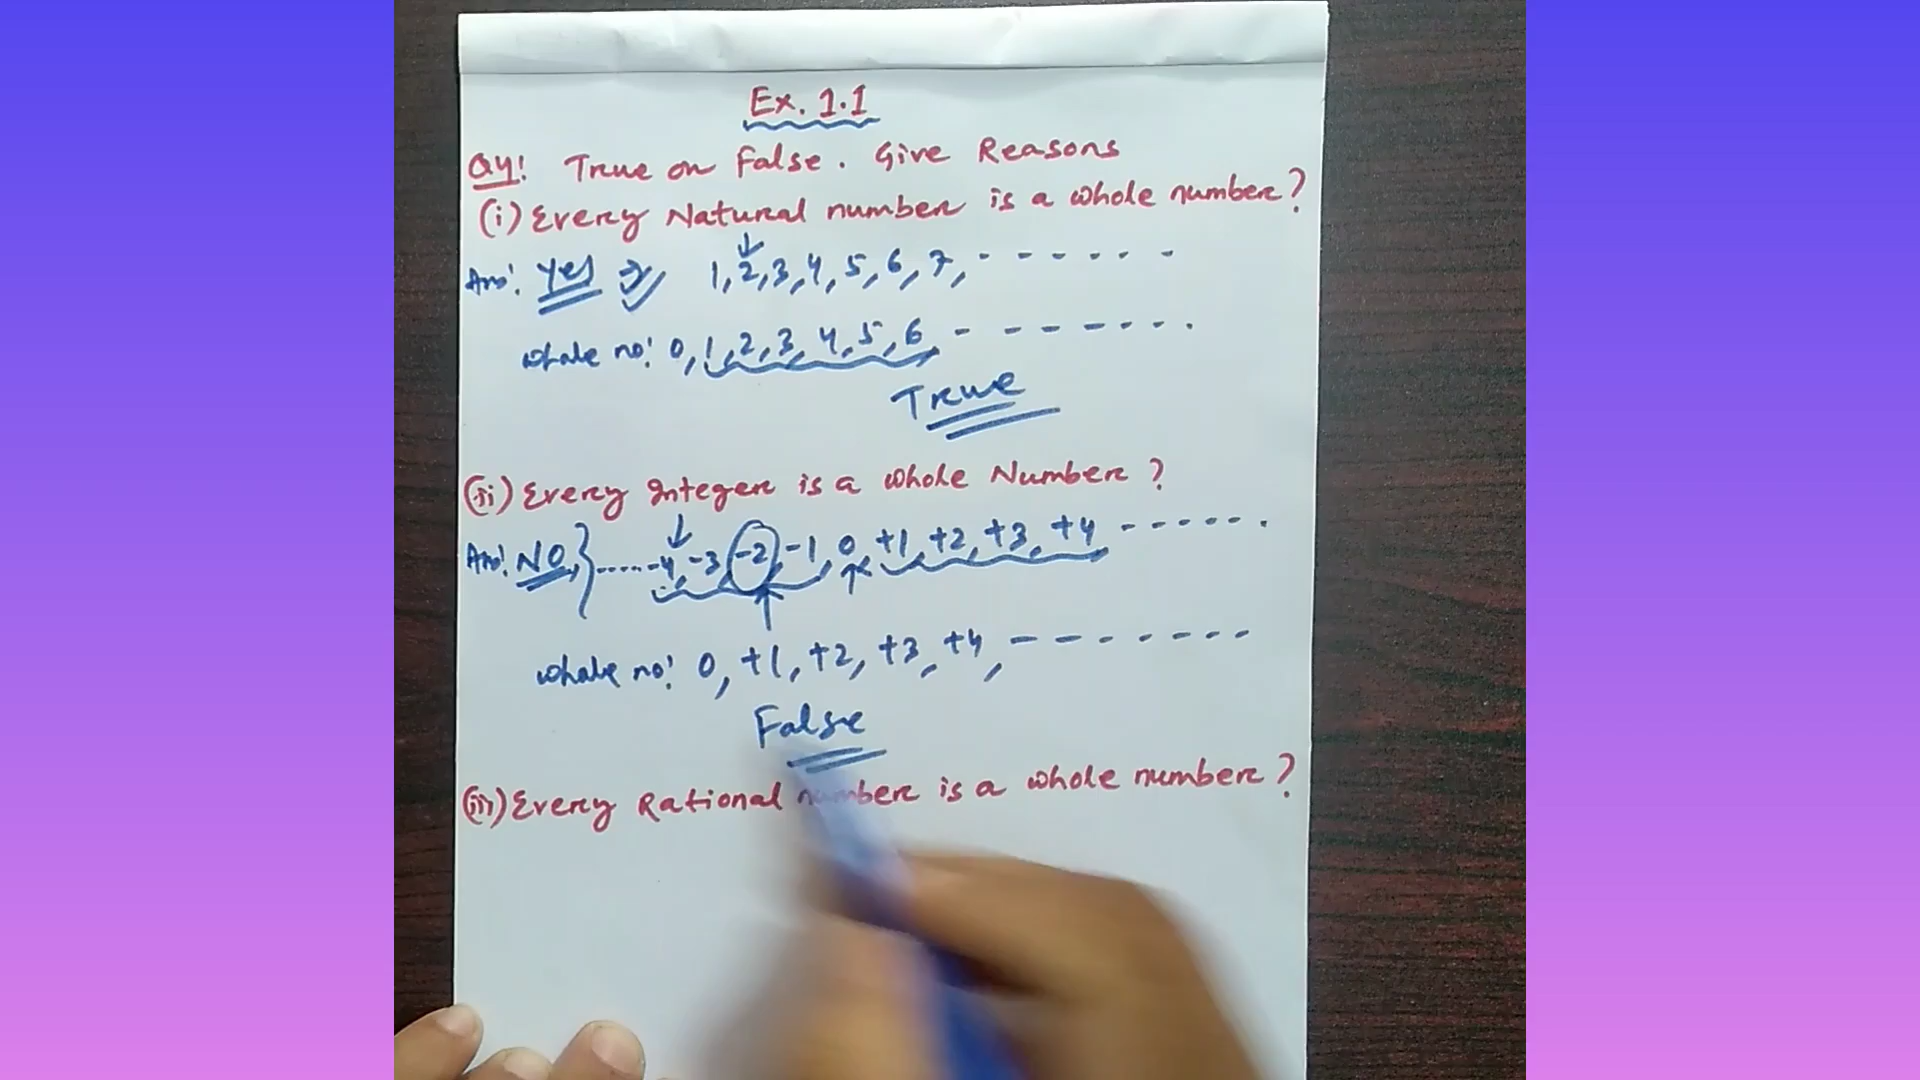 Ex. 1.1
Q4! True or False. Give Reasons
(i) Every Natural number is a whole number?
Ans! Yes ⇒ 1, 2, 3, 4, 5, 6, 7, - - - - - -
whole no! 0, 1, 2, 3, 4, 5, 6 - - - - - - - .
True
(ii) Every Integer is a whole Number?
Ans! NO, } ......-4, -3, -2, -1, 0, +1, +2, +3, +4 - - - - - - .
whole no! 0, +1, +2, +3, +4, - - - - - - -
False
(iii) Every Rational number is a whole number?